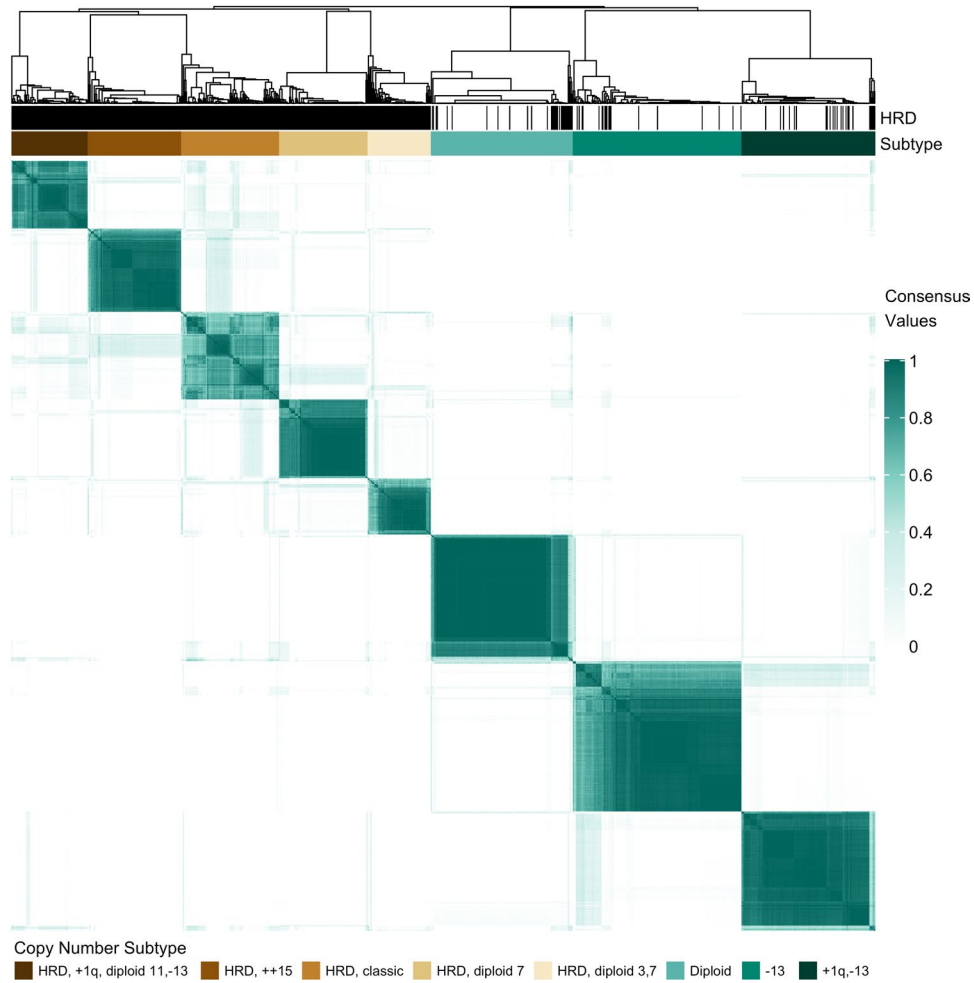 HRD
Subtype
Consensus
Values
1
0.8
0.6
0.4
0.2
0
Copy Number Subtype
HRD, +1q, diploid 11,-13 HRD, ++15 HRD, classic HRD, diploid 7 HRD, diploid 3,7 Diploid -13 +1q,-13